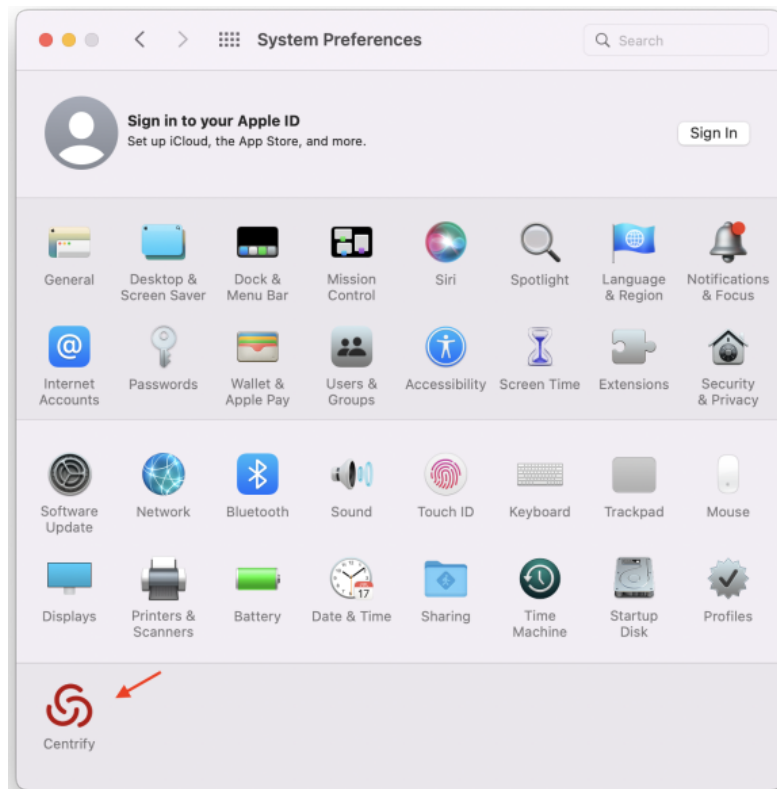 System Preferences
Search
Sign in to your Apple ID
Set up iCloud, the App Store, and more.
Sign In
General
Desktop &
Screen Saver
Dock &
Menu Bar
Mission
Control
Siri
Spotlight
Language
& Region
Notifications
& Focus
Internet
Accounts
Passwords
Wallet &
Apple Pay
Users &
Groups
Accessibility
Screen Time
Extensions
Security
& Privacy
Software
Update
Network
Bluetooth
Sound
Touch ID
Keyboard
Trackpad
Mouse
Displays
Printers &
Scanners
Battery
17
Date & Time
Sharing
Time
Machine
Startup
Disk
Profiles
Centrify